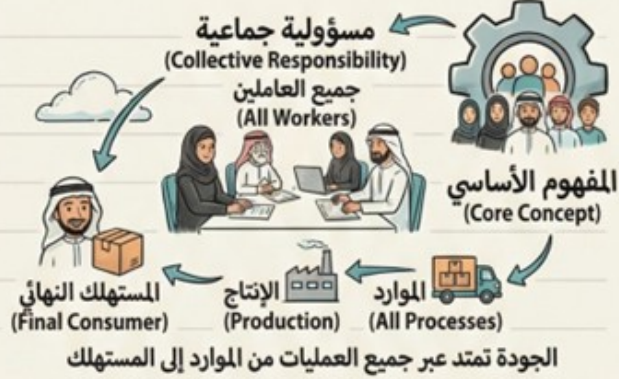 مسؤولية جماعية
(Collective Responsibility)
جميع العاملين
(All Workers)
المفهوم الأساسي
(Core Concept)
الموارد
(All Processes)
الإنتاج
(Production)
المستهلك النهائي
(Final Consumer)
الجودة تمتد عبر جميع العمليات من الموارد إلى المستهلك